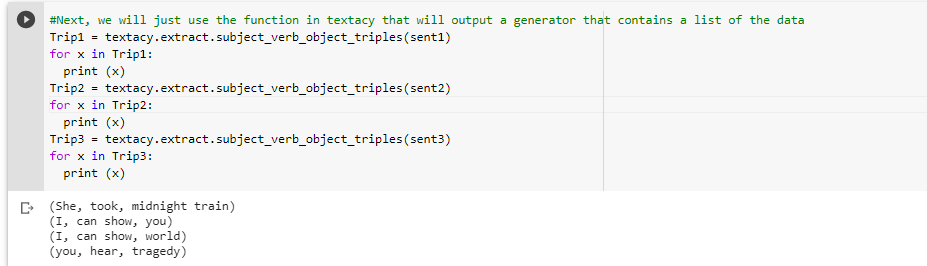 #Next, we will just use the function in textacy that will output a generator that contains a list of the data
Trip1 = textacy.extract.subject_verb_object_triples(sent1)
for x in Trip1:
  print (x)
Trip2 = textacy.extract.subject_verb_object_triples(sent2)
for x in Trip2:
  print (x)
Trip3 = textacy.extract.subject_verb_object_triples(sent3)
for x in Trip3:
  print (x)
(She, took, midnight train)
(I, can show, you)
(I, can show, world)
(you, hear, tragedy)